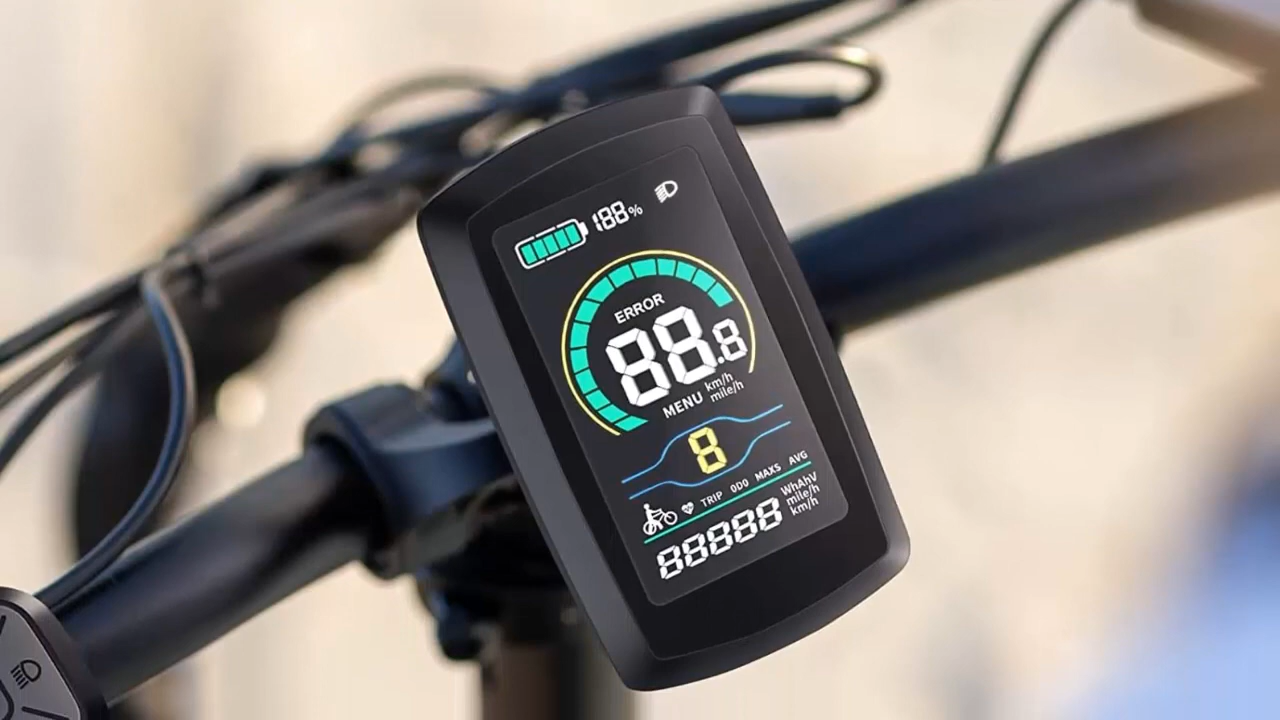 188%
ERROR
88.8
km/h
mile/h
MENU
8
TRIP ODO MAXS AVG
88888
WhAhV
mile/h
km/h